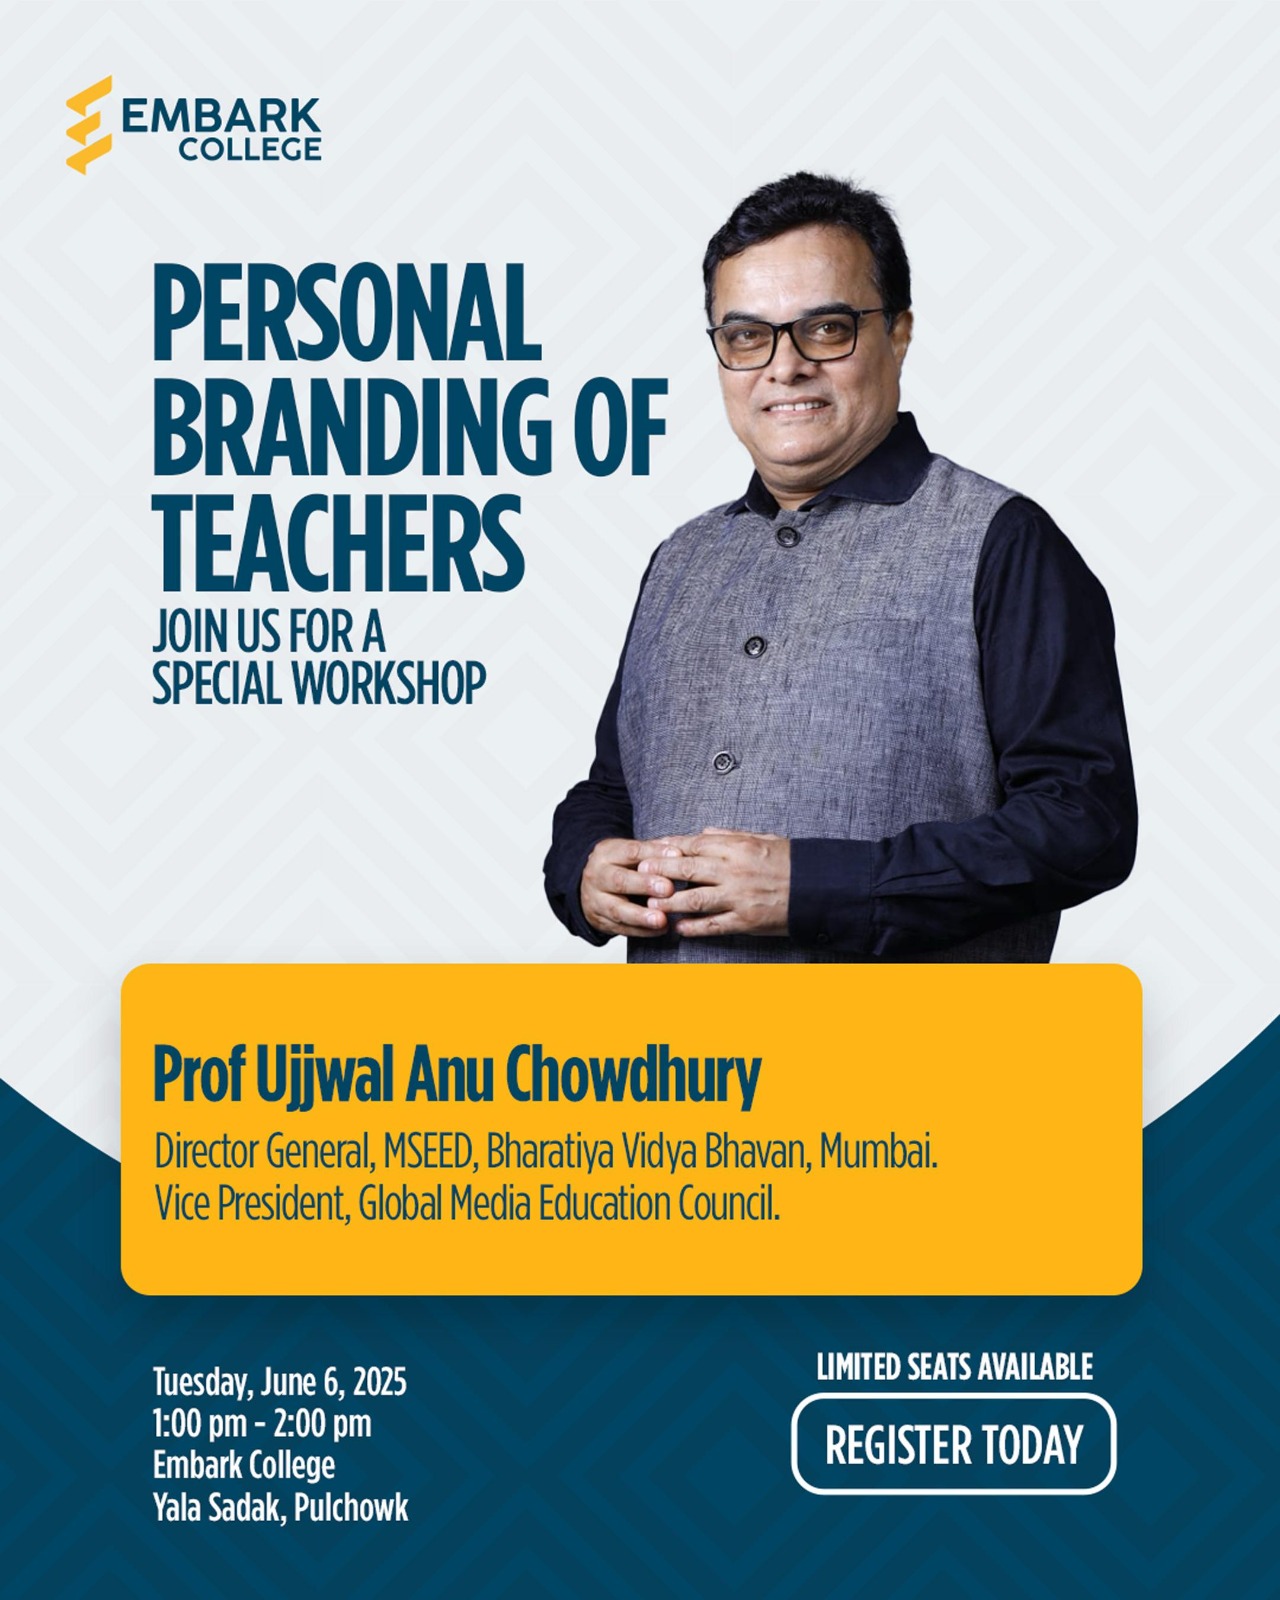 EMBARK
COLLEGE
PERSONAL
BRANDING OF
TEACHERS
JOIN US FOR A
SPECIAL WORKSHOP
Prof Ujjwal Anu Chowdhury
Director General, MSEED, Bharatiya Vidya Bhavan, Mumbai.
Vice President, Global Media Education Council.
Tuesday, June 6, 2025
1:00 pm - 2:00 pm
Embark College
Yala Sadak, Pulchowk
LIMITED SEATS AVAILABLE
REGISTER TODAY